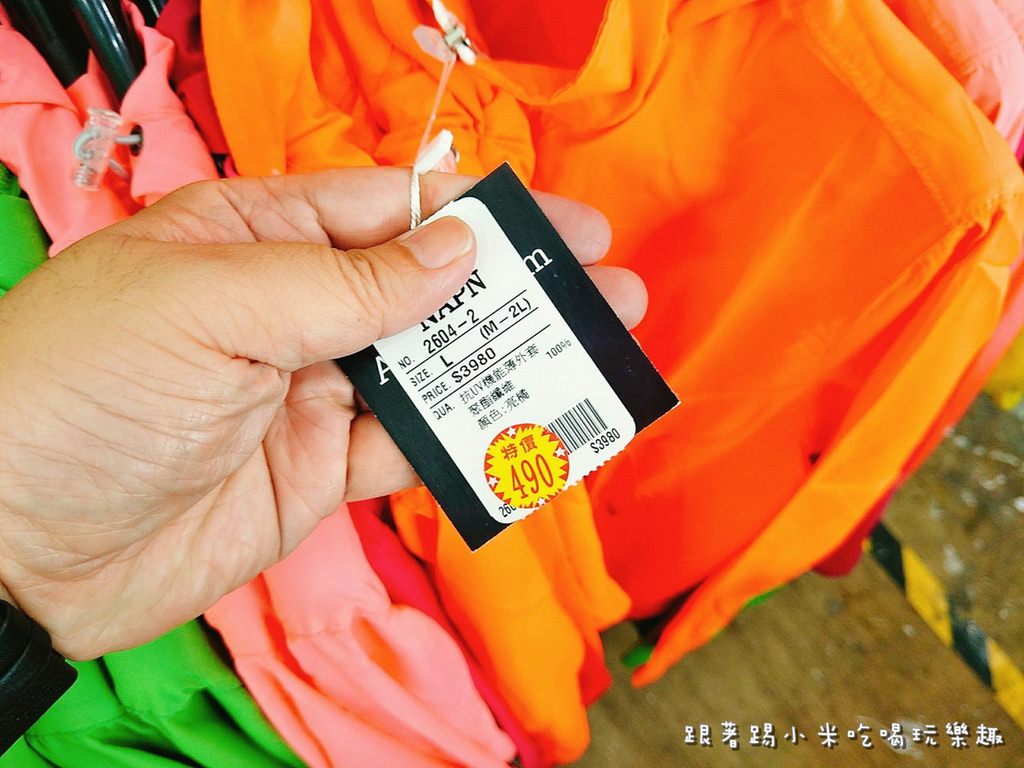 m
A
NAPN
NO. 2604-2
SIZE. L (M-2L)
PRICE. $3980
QUA. 抗UV機能薄外套
聚酯纖維 100%
顏色:亮橘
$3980
特價
490
跟著踢小米吃喝玩樂趣